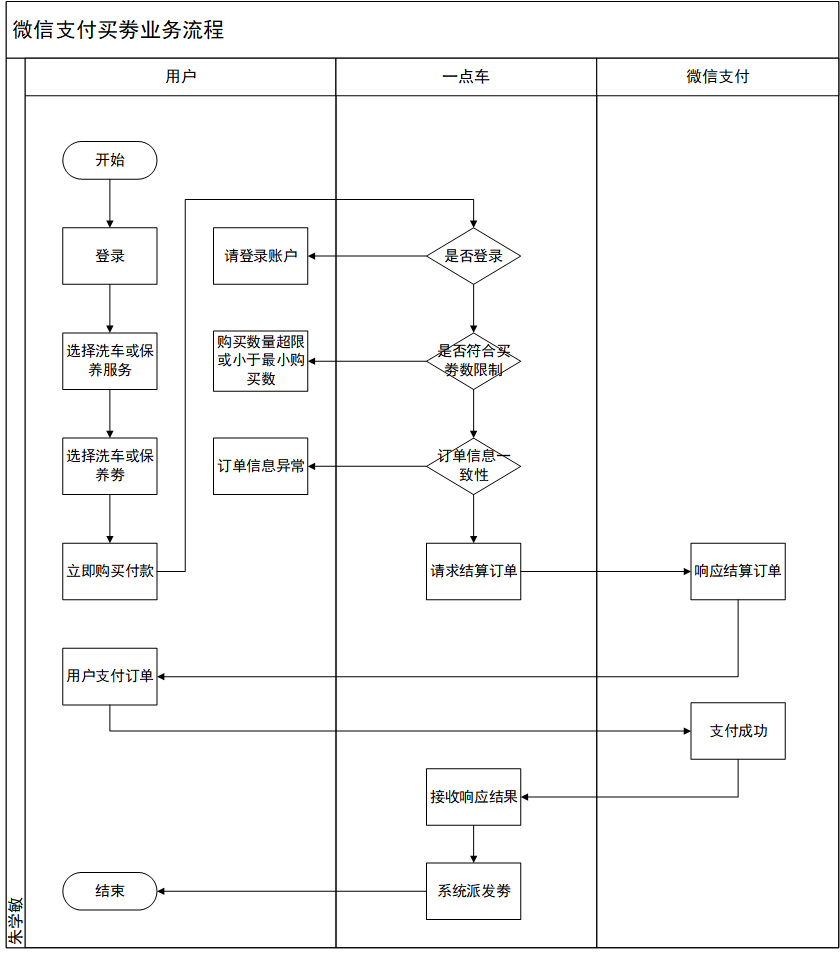 微信支付买劵业务流程
用户
一点车
微信支付
开始
登录
请登录账户
是否登录
选择洗车或保
养服务
购买数量超限
或小于最小购
买数
是否符合买
劵数限制
选择洗车或保
养劵
订单信息异常
订单信息一
致性
立即购买付款
请求结算订单
响应结算订单
用户支付订单
支付成功
接收响应结果
结束
系统派发劵
朱学敏